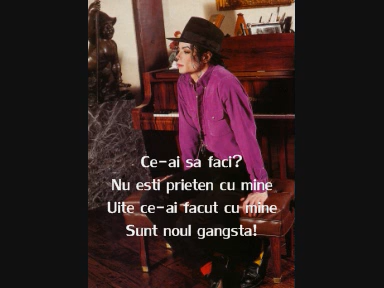 Ce-ai sa faci?
Nu esti prieten cu mine
Uite ce-ai facut cu mine
Sunt noul gangsta!